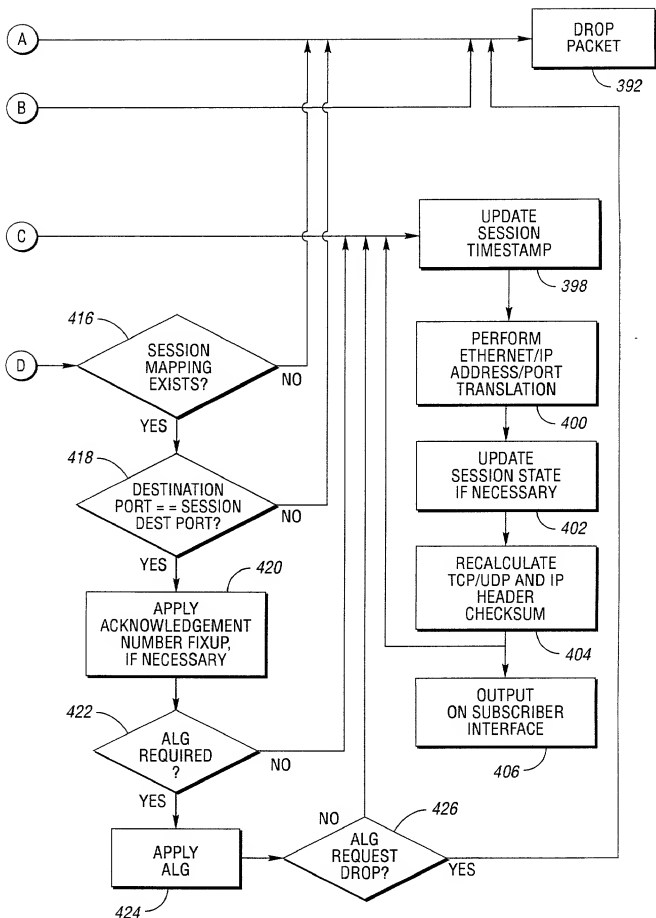 A
DROP
PACKET
392
B
C
UPDATE
SESSION
TIMESTAMP
398
416
D
SESSION
MAPPING
EXISTS?
NO
YES
PERFORM
ETHERNET/IP
ADDRESS/PORT
TRANSLATION
400
418
DESTINATION
PORT == SESSION
DEST PORT?
NO
YES
UPDATE
SESSION STATE
IF NECESSARY
402
420
APPLY
ACKNOWLEDGEMENT
NUMBER FIXUP,
IF NECESSARY
RECALCULATE
TCP/UDP AND IP
HEADER
CHECKSUM
404
422
ALG
REQUIRED
?
NO
YES
OUTPUT
ON SUBSCRIBER
INTERFACE
406
APPLY
ALG
424
NO
426
ALG
REQUEST
DROP?
YES